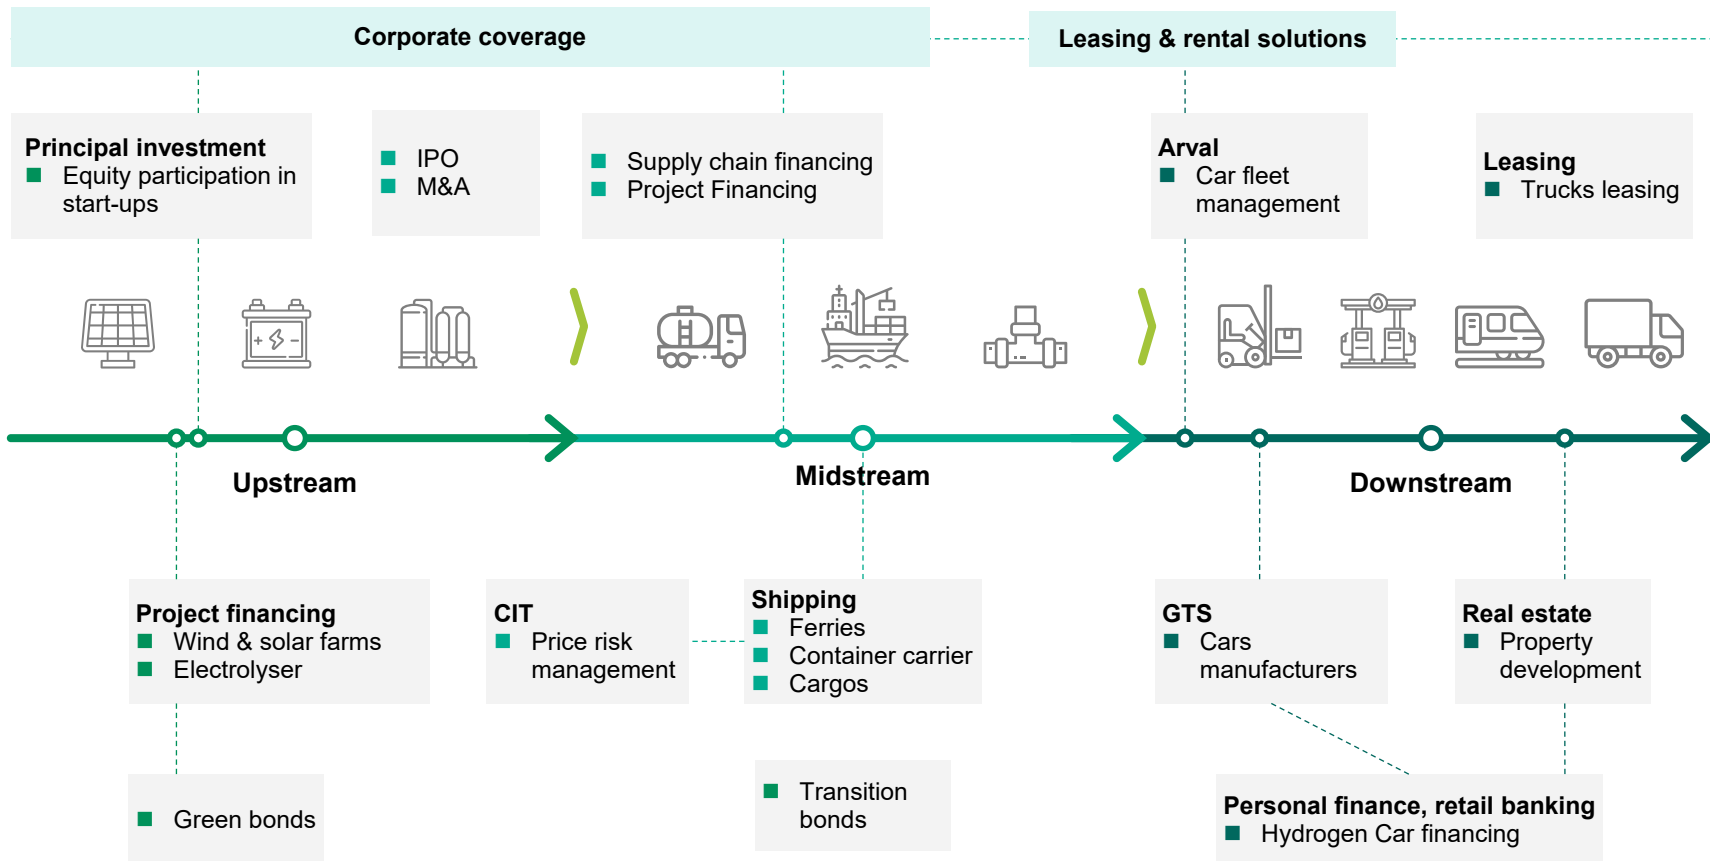 Corporate coverage
Leasing & rental solutions
Principal investment
Equity participation in
start-ups
IPO
M&A
Supply chain financing
Project Financing
Arval
Car fleet
management
Leasing
Trucks leasing
Upstream
Midstream
Downstream
Project financing
Wind & solar farms
Electrolyser
CIT
Price risk
management
Shipping
Ferries
Container carrier
Cargos
GTS
Cars
manufacturers
Real estate
Property
development
Green bonds
Transition
bonds
Personal finance, retail banking
Hydrogen Car financing